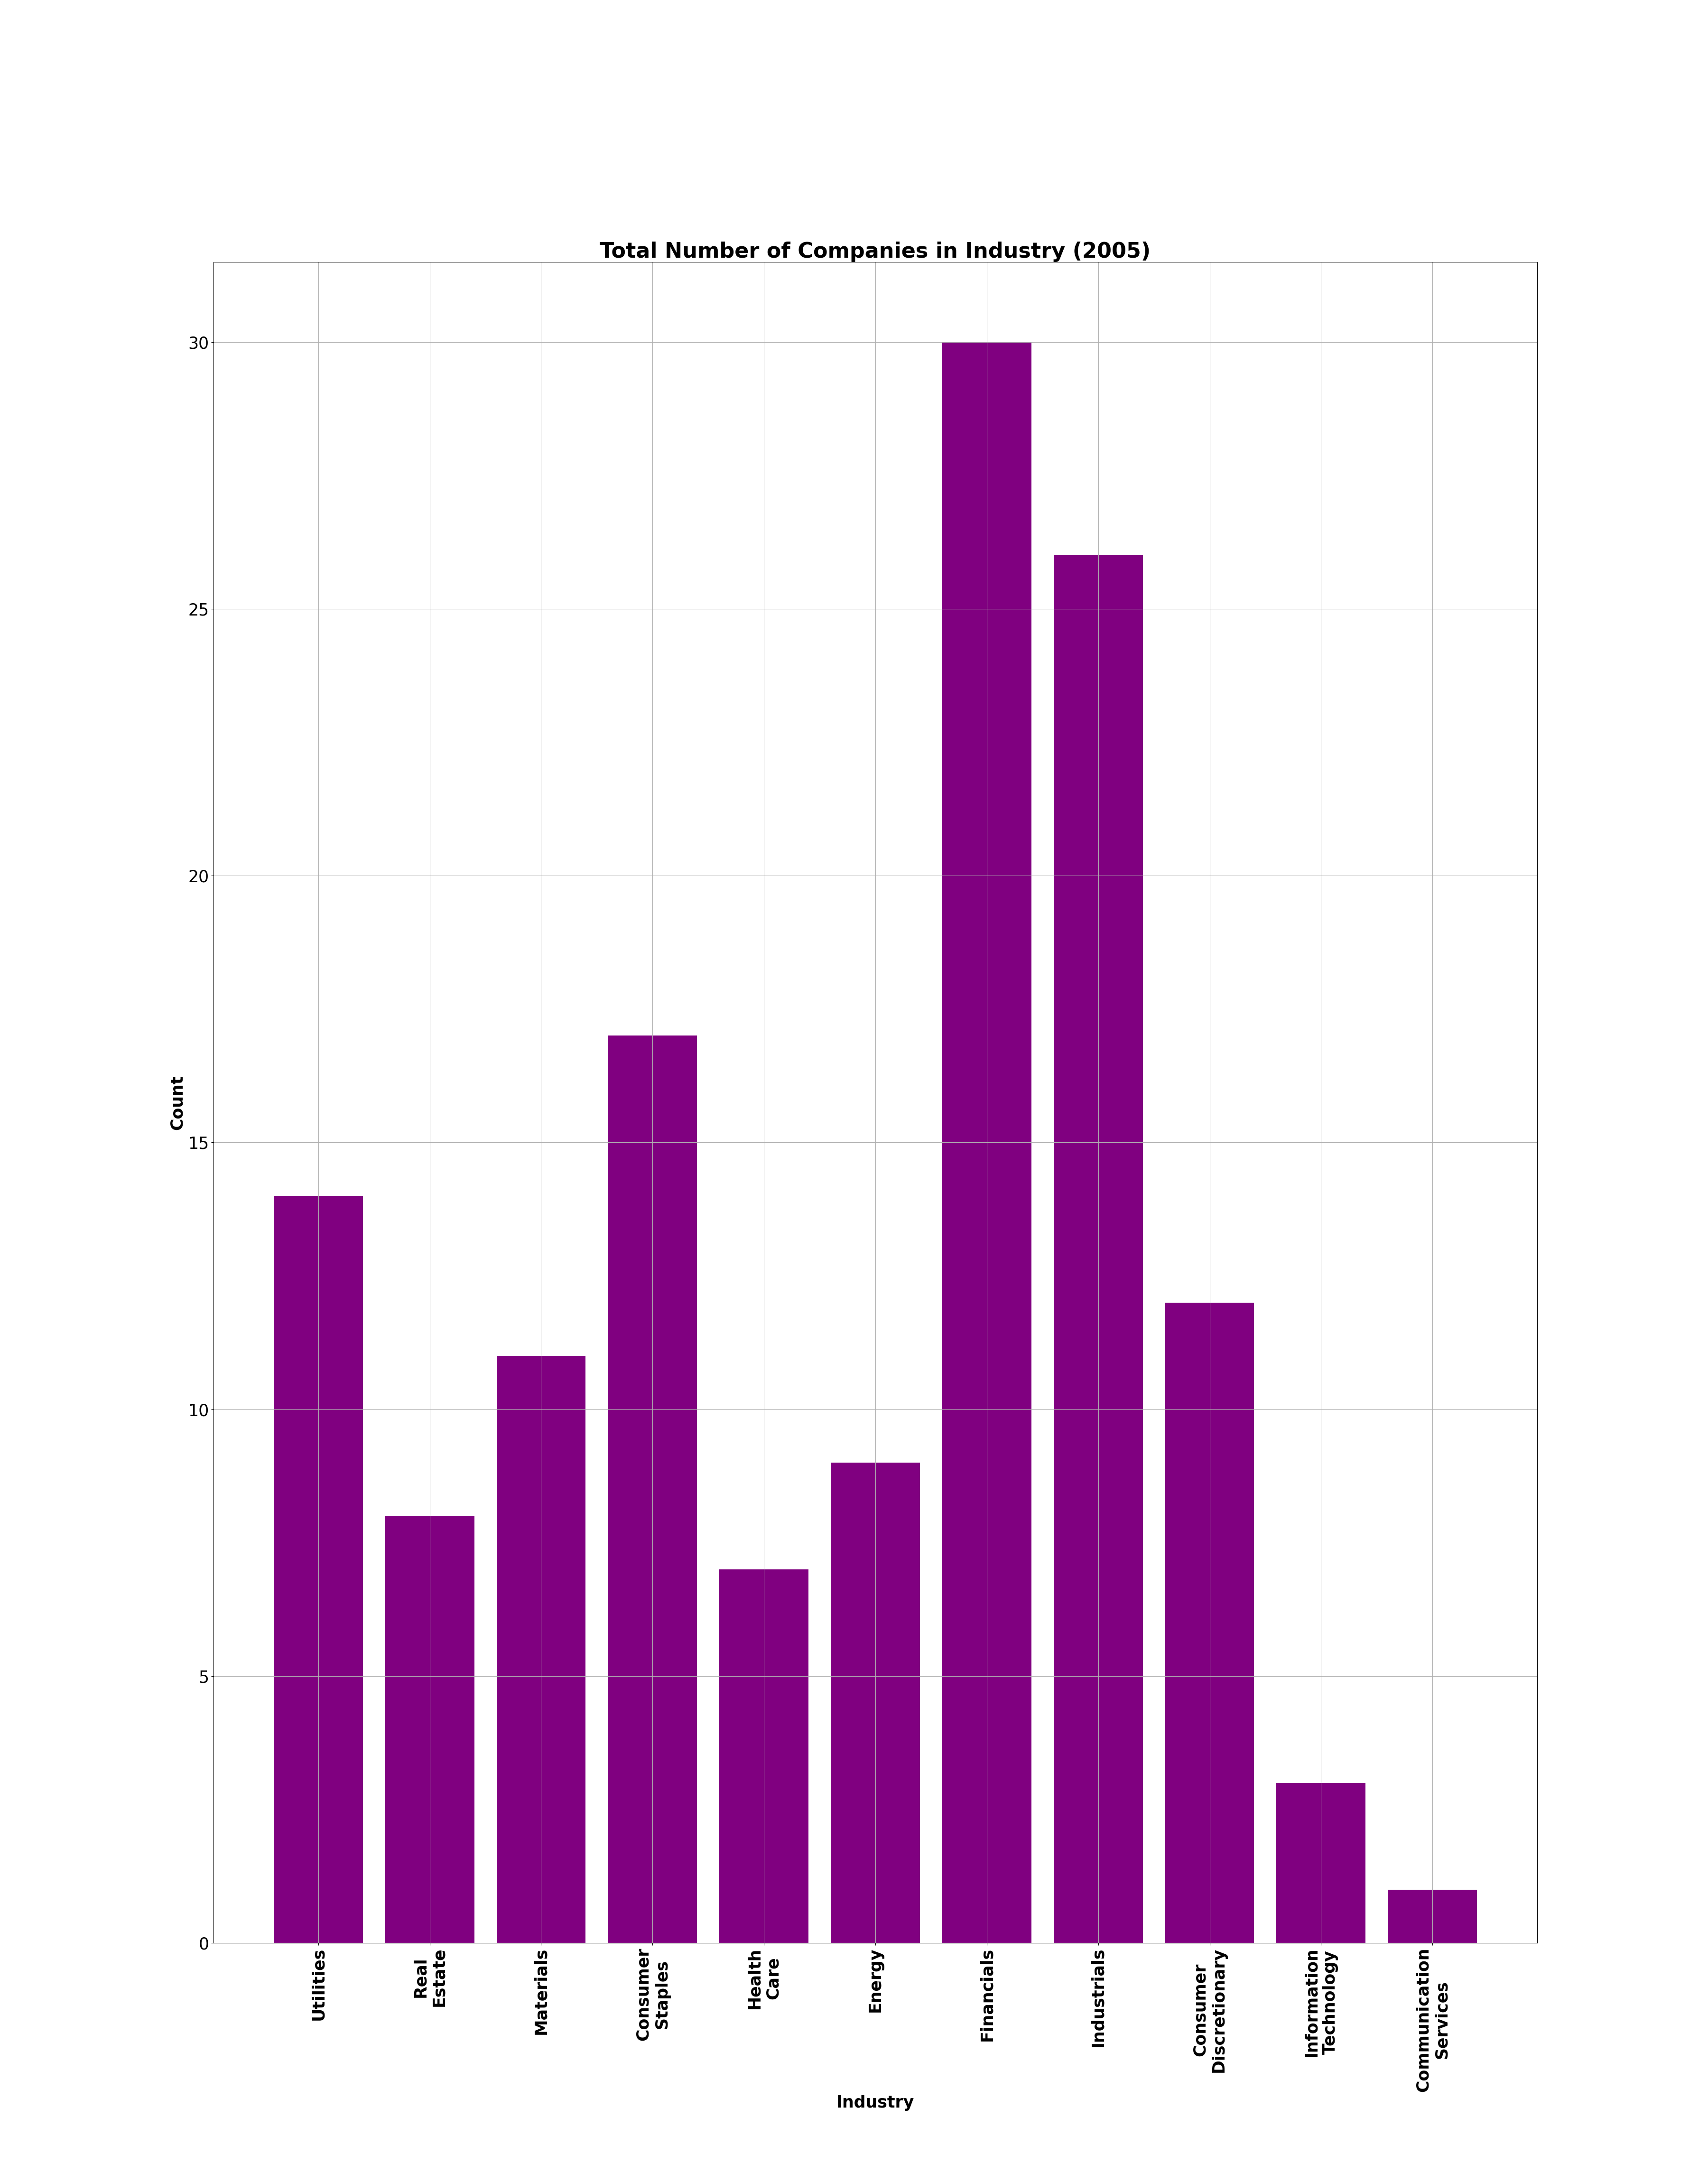 Total Number of Companies in Industry (2005)
30
25
20
15
10
5
0
Count
Utilities
Real
Estate
Materials
Consumer
Staples
Health
Care
Energy
Financials
Industrials
Consumer
Discretionary
Information
Technology
Communication
Services
Industry